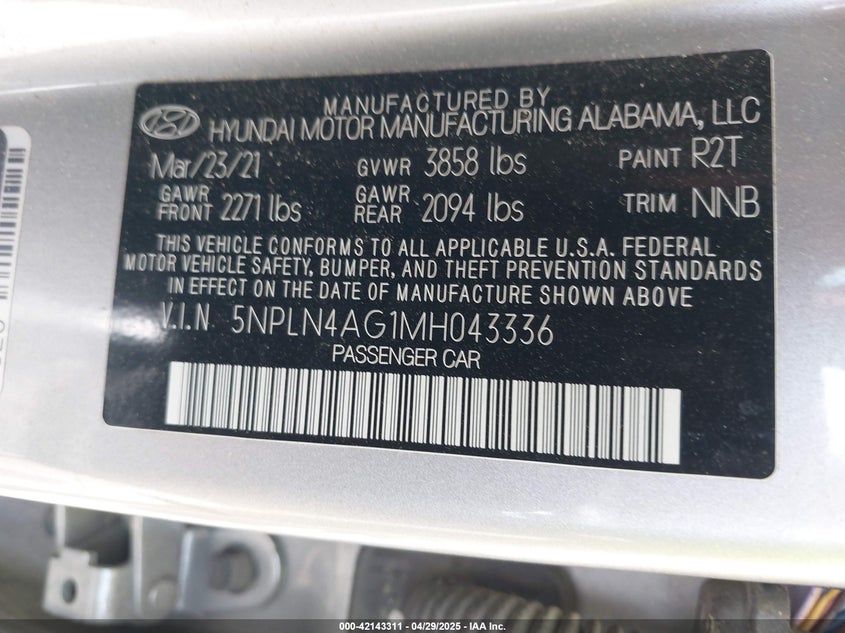 MANUFACTURED BY
HYUNDAI MOTOR MANUFACTURING ALABAMA, LLC
Mar/23/21 GVWR 3858 lbs PAINT R2T
GAWR FRONT 2271 lbs GAWR REAR 2094 lbs TRIM NNB
THIS VEHICLE CONFORMS TO ALL APPLICABLE U.S.A. FEDERAL
MOTOR VEHICLE SAFETY, BUMPER, AND THEFT PREVENTION STANDARDS
IN EFFECT ON THE DATE OF MANUFACTURE SHOWN ABOVE
V.I.N 5NPLN4AG1MH043336
PASSENGER CAR
000-42143311 | 04/29/2025 - IAA Inc.